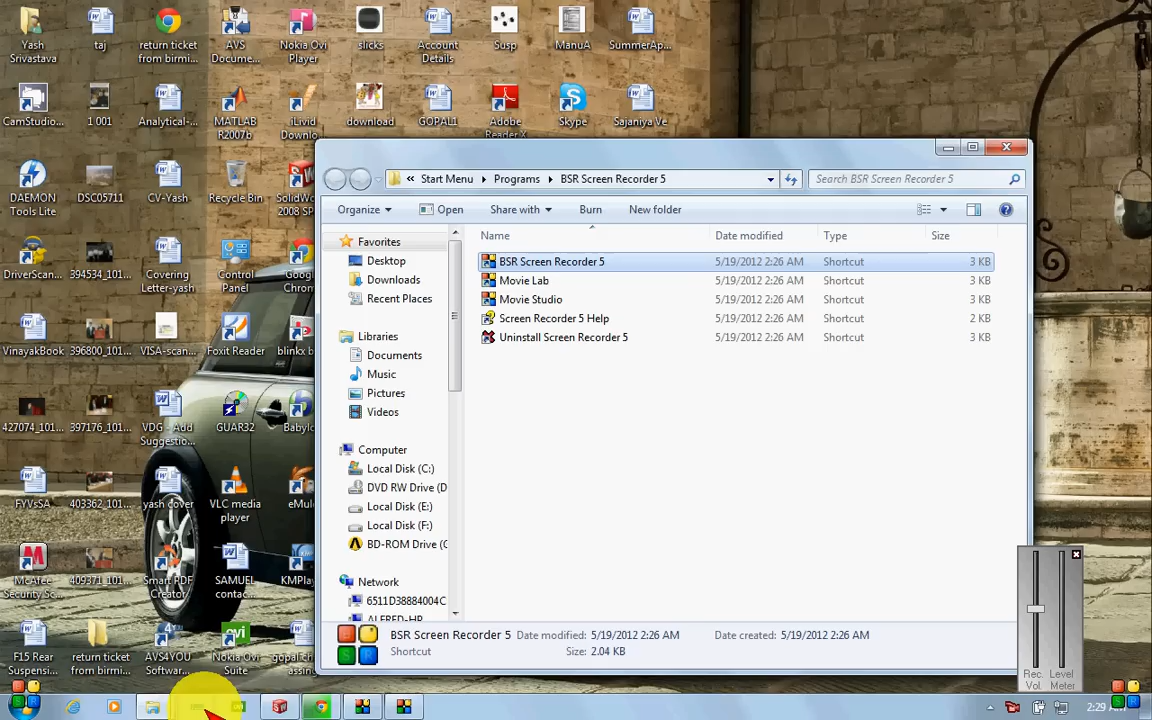 Yash Srivastava
taj
return ticket from birmi...
AVS Docume...
Nokia Ovi Player
slicks
Account Details
Susp
ManuA
SummerAp...
CamStudio...
1 001
Analytical-...
MATLAB R2007b
iLivid Downlo...
download
GOPAL1
Adobe Reader X
Skype
Sajaniya Ve
DAEMON Tools Lite
DSC05711
CV-Yash
Recycle Bin
SolidWo
2008 SP
DriverScan...
394534_101...
Covering Letter-yash
Control Panel
Google
Chrom
VinayakBook
396800_101...
VISA-scan...
Foxit Reader
blinkx b
427074_101...
397176_101...
VDG - Add Suggestio...
GUAR32
Babylo
FYVsSA
403362_101...
yash cover
VLC media player
eMule
McAfee Security Sc...
409371_101...
Smart PDF Creator
SAMUEL contac...
KMPlay
F15 Rear Suspensi...
return ticket from birmi...
AVS4YOU Softwar...
Nokia Ovi Suite
gopal ch
assing
« Start Menu Programs BSR Screen Recorder 5
Search BSR Screen Recorder 5
Organize Open Share with Burn New folder
Name Date modified Type Size
BSR Screen Recorder 5 5/19/2012 2:26 AM Shortcut 3 KB
Movie Lab 5/19/2012 2:26 AM Shortcut 3 KB
Movie Studio 5/19/2012 2:26 AM Shortcut 3 KB
Screen Recorder 5 Help 5/19/2012 2:26 AM Shortcut 2 KB
Uninstall Screen Recorder 5 5/19/2012 2:26 AM Shortcut 3 KB
Favorites
Desktop
Downloads
Recent Places
Libraries
Documents
Music
Pictures
Videos
Computer
Local Disk (C:)
DVD RW Drive (D
Local Disk (E:)
Local Disk (F:)
BD-ROM Drive (
Network
6511D38884004C
ALFRED-HP
BSR Screen Recorder 5 Date modified: 5/19/2012 2:26 AM Date created: 5/19/2012 2:26 AM
Shortcut Size: 2.04 KB
Rec. Vol.
Level Meter
2:29